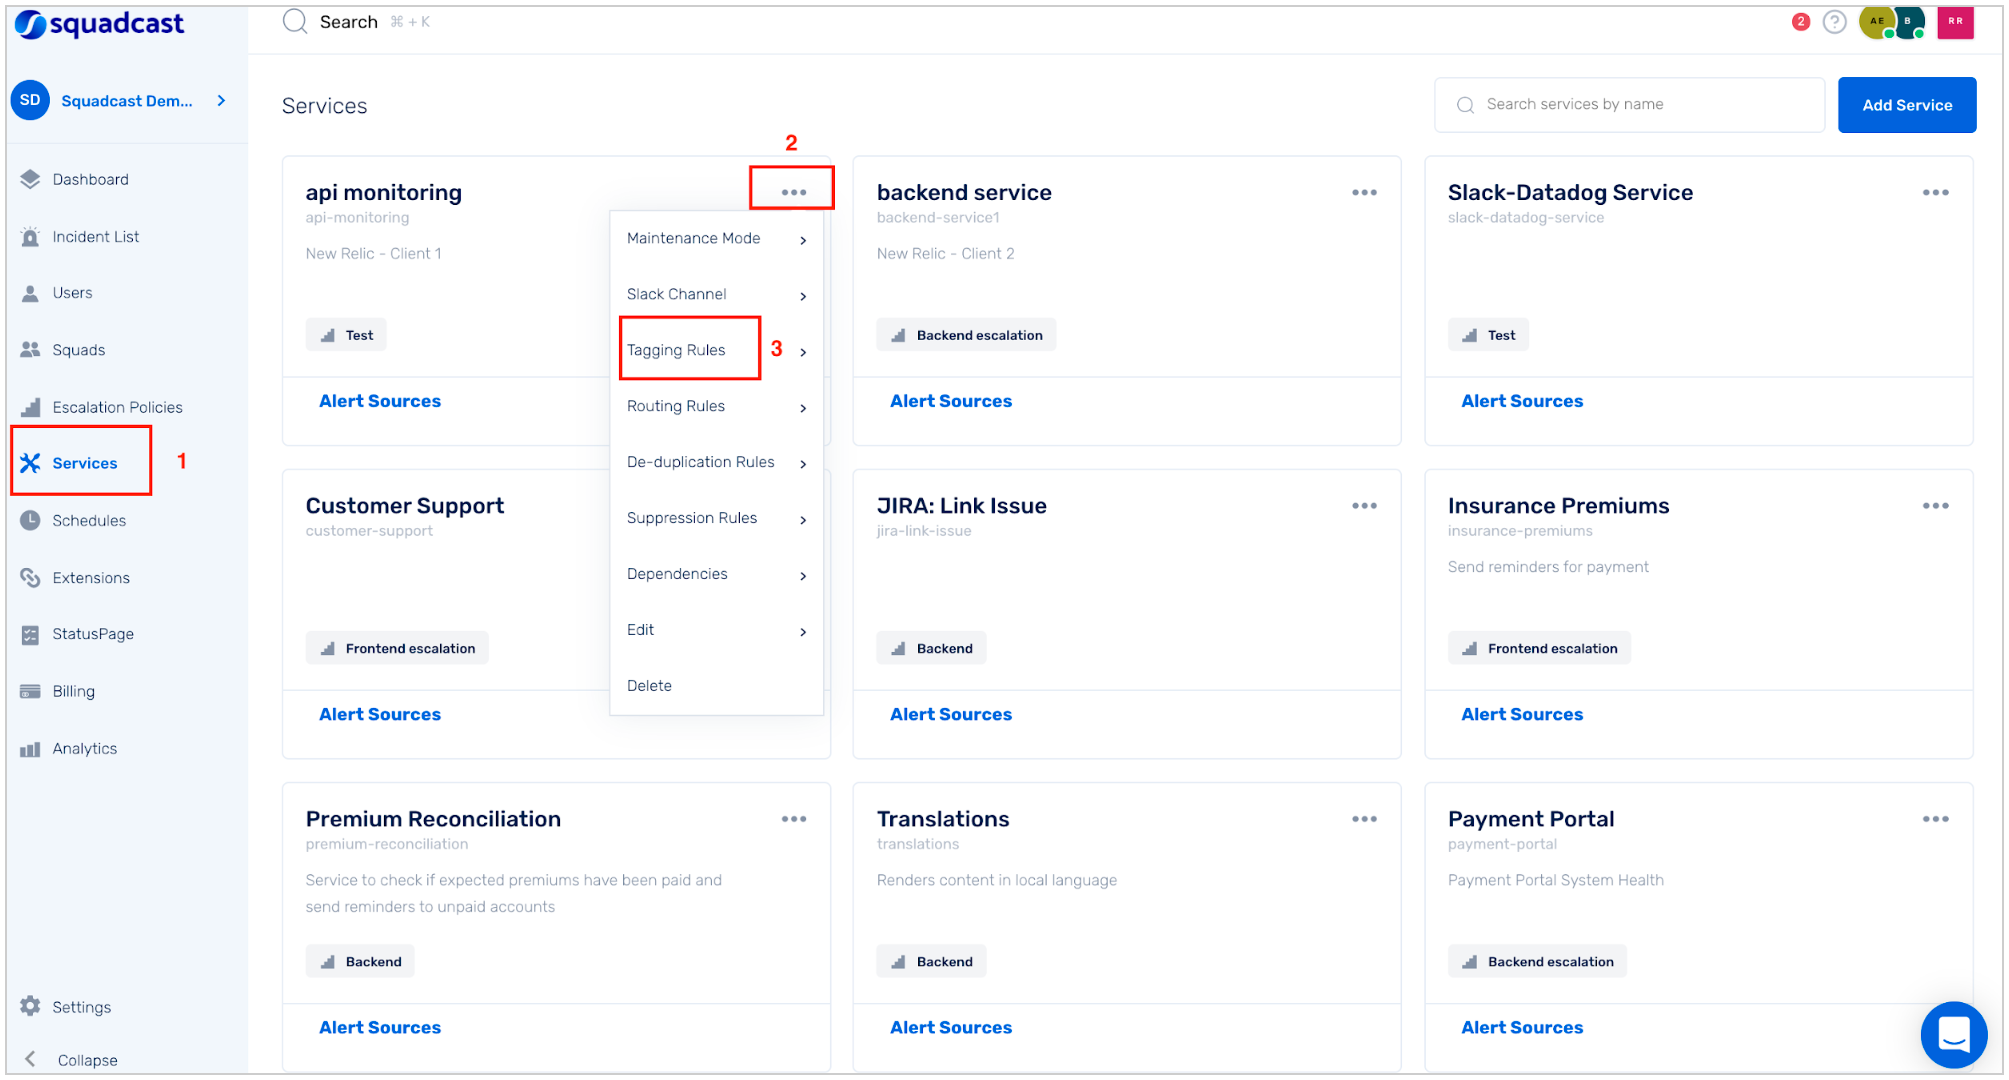 squadcast
Search ⌘ + K
2
?
AE
B
RR
SD
Squadcast Dem...
Dashboard
Incident List
Users
Squads
Escalation Policies
Services
1
Schedules
Extensions
StatusPage
Billing
Analytics
Settings
Collapse
Services
Search services by name
Add Service
2
api monitoring
api-monitoring
New Relic - Client 1
Test
Alert Sources
Maintenance Mode
Slack Channel
Tagging Rules
3
Routing Rules
De-duplication Rules
Suppression Rules
Dependencies
Edit
Delete
backend service
backend-service1
New Relic - Client 2
Backend escalation
Alert Sources
Slack-Datadog Service
slack-datadog-service
Test
Alert Sources
Customer Support
customer-support
Frontend escalation
Alert Sources
JIRA: Link Issue
jira-link-issue
Backend
Alert Sources
Insurance Premiums
insurance-premiums
Send reminders for payment
Frontend escalation
Alert Sources
Premium Reconciliation
premium-reconciliation
Service to check if expected premiums have been paid and
send reminders to unpaid accounts
Backend
Alert Sources
Translations
translations
Renders content in local language
Backend
Alert Sources
Payment Portal
payment-portal
Payment Portal System Health
Backend escalation
Alert Sources